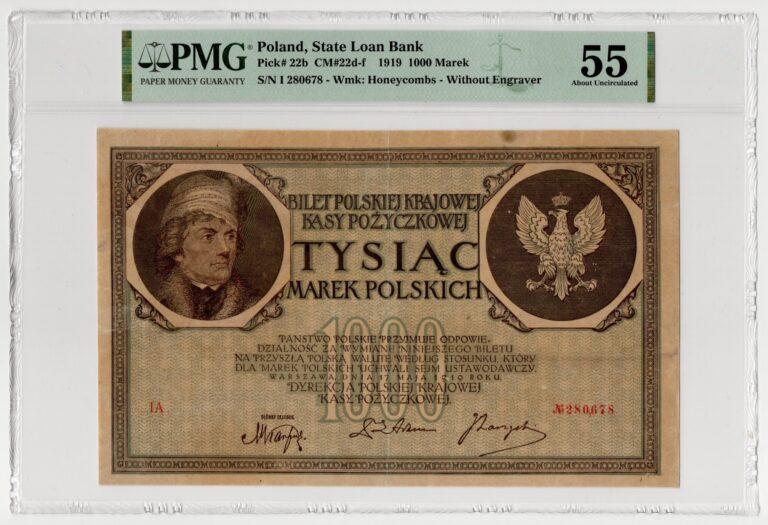 PMG® Poland, State Loan Bank
PAPER MONEY GUARANTY
Pick# 22b CM#22d-f 1919 1000 Marek
S/N I 280678 - Wmk: Honeycombs - Without Engraver
55
About Uncirculated
BILET POLSKIEJ KRAJOWEJ
KASY POŻYCZKOWEJ
TYSIĄC
MAREK POLSKICH
1000
PAŃSTWO POLSKIE PRZYJMUJE ODPOWIE-
DZIALNOŚĆ ZA WYMIANĘ NINIEJSZEGO BILETU
NA PRZYSZŁĄ POLSKĄ WALUTĘ WEDŁUG STOSUNKU, KTÓRY
DLA MAREK POLSKICH UCHWALI SEJM USTAWODAWCZY.
WARSZAWA, DNIA 17 MAJA 1919 ROKU.
DYREKCJA POLSKIEJ KRAJOWEJ
KASY POŻYCZKOWEJ.
IA
№280,678